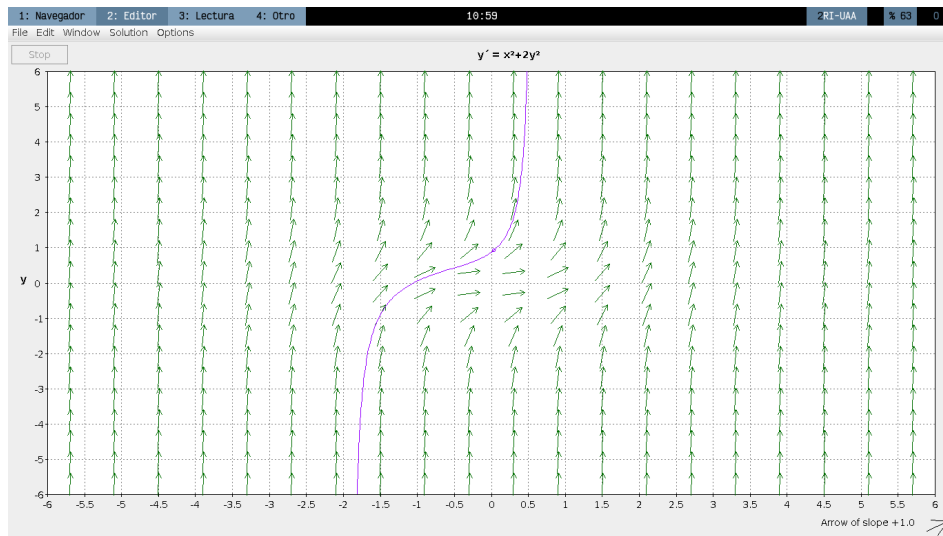 1: Navegador 2: Editor 3: Lectura 4: Otro 10:59 2RI-UAA % 63 0
File Edit Window Solution Options
Stop y´= x²+2y²
6
5
4
3
2
1
y 0
-1
-2
-3
-4
-5
-6
-6 -5.5 -5 -4.5 -4 -3.5 -3 -2.5 -2 -1.5 -1 -0.5 0 0.5 1 1.5 2 2.5 3 3.5 4 4.5 5 5.5 6
Arrow of slope +1.0